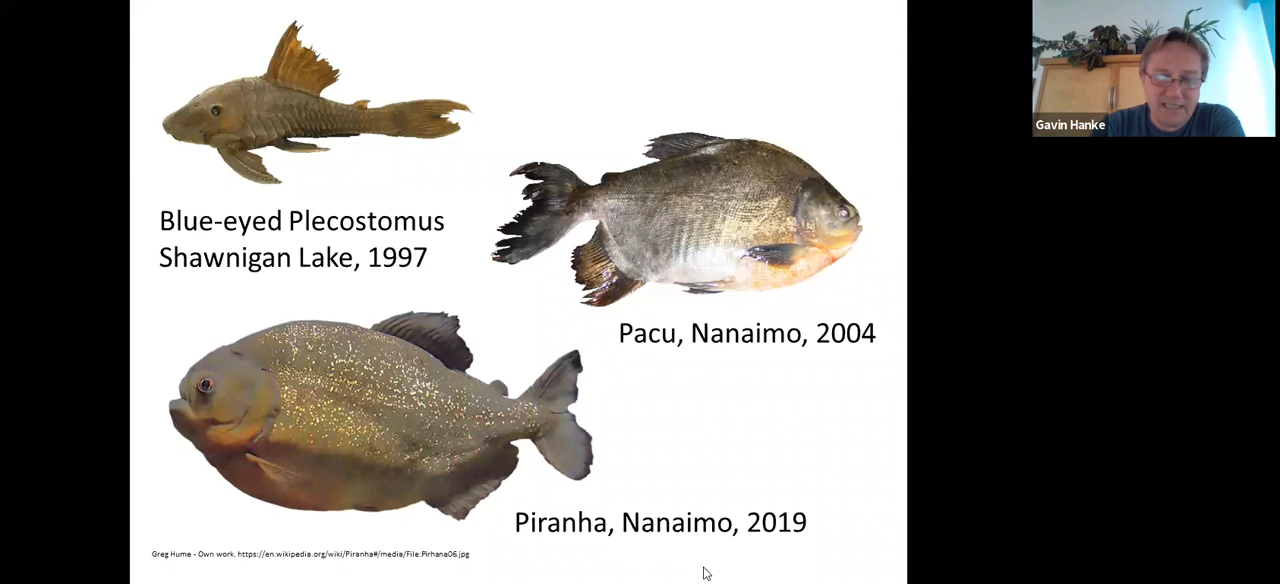 Gavin Hanke
Blue-eyed Plecostomus
Shawnigan Lake, 1997
Pacu, Nanaimo, 2004
Piranha, Nanaimo, 2019
Greg Hume - Own work. https://en.wikipedia.org/wiki/Piranha#/media/File:Pirhana06.jpg